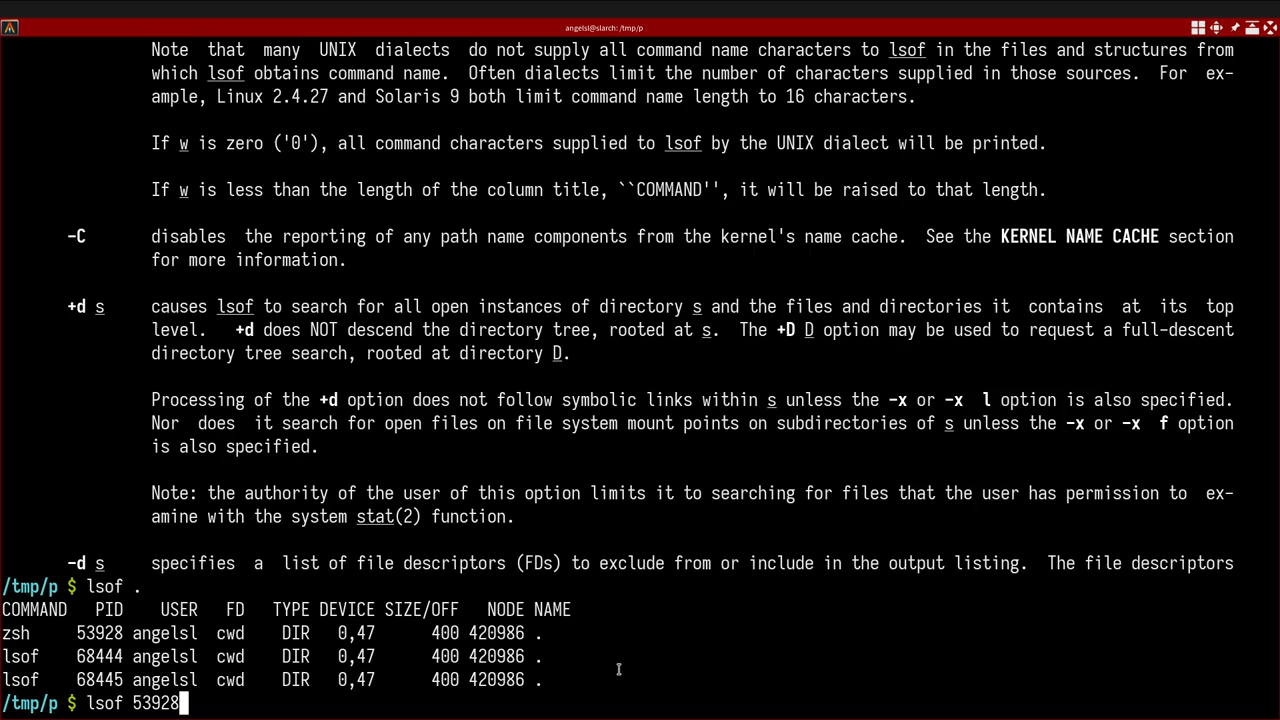 angelsl@slarch: /tmp/p
Note that many UNIX dialects do not supply all command name characters to lsof in the files and structures from
which lsof obtains command name. Often dialects limit the number of characters supplied in those sources. For ex-
ample, Linux 2.4.27 and Solaris 9 both limit command name length to 16 characters.
If w is zero ('0'), all command characters supplied to lsof by the UNIX dialect will be printed.
If w is less than the length of the column title, ``COMMAND'', it will be raised to that length.
-C disables the reporting of any path name components from the kernel's name cache. See the KERNEL NAME CACHE section
for more information.
+d s causes lsof to search for all open instances of directory s and the files and directories it contains at its top
level. +d does NOT descend the directory tree, rooted at s. The +D D option may be used to request a full-descent
directory tree search, rooted at directory D.
Processing of the +d option does not follow symbolic links within s unless the -x or -x l option is also specified.
Nor does it search for open files on file system mount points on subdirectories of s unless the -x or -x f option
is also specified.
Note: the authority of the user of this option limits it to searching for files that the user has permission to ex-
amine with the system stat(2) function.
-d s specifies a list of file descriptors (FDs) to exclude from or include in the output listing. The file descriptors
/tmp/p $ lsof .
COMMAND PID USER FD TYPE DEVICE SIZE/OFF NODE NAME
zsh 53928 angelsl cwd DIR 0,47 400 420986 .
lsof 68444 angelsl cwd DIR 0,47 400 420986 .
lsof 68445 angelsl cwd DIR 0,47 400 420986 .
/tmp/p $ lsof 53928